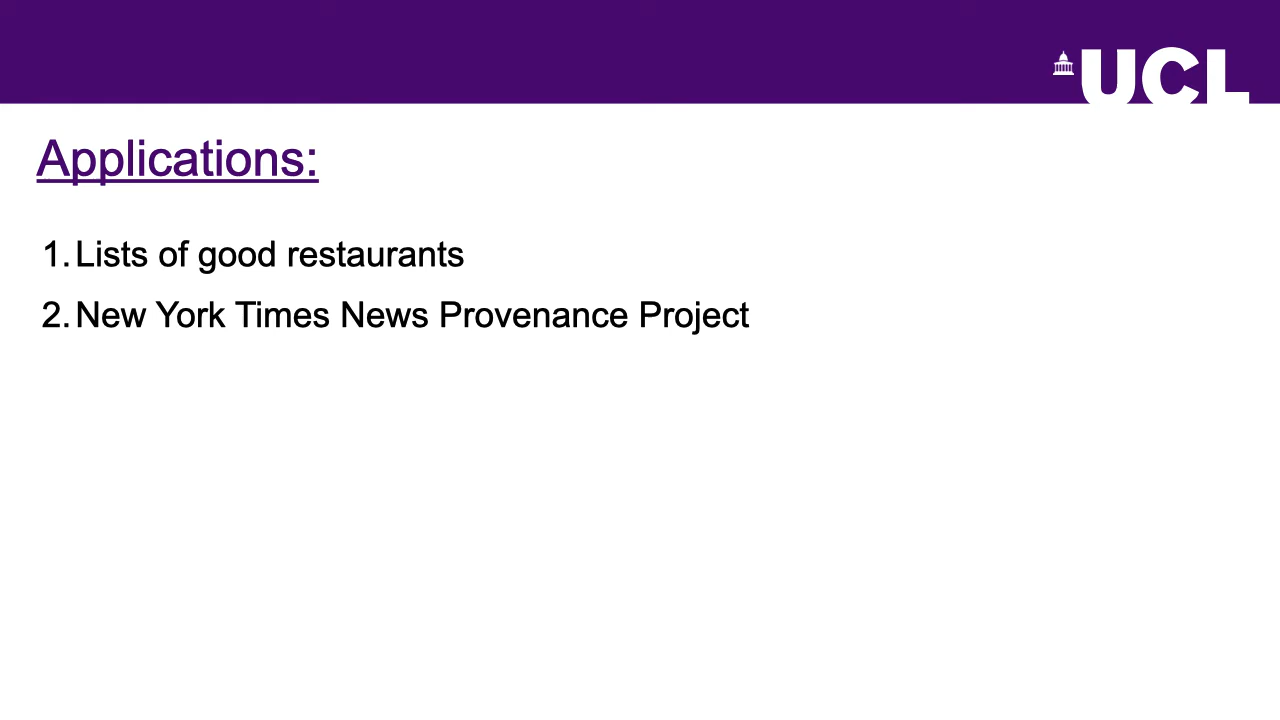 UCL
Applications:
1. Lists of good restaurants
2. New York Times News Provenance Project